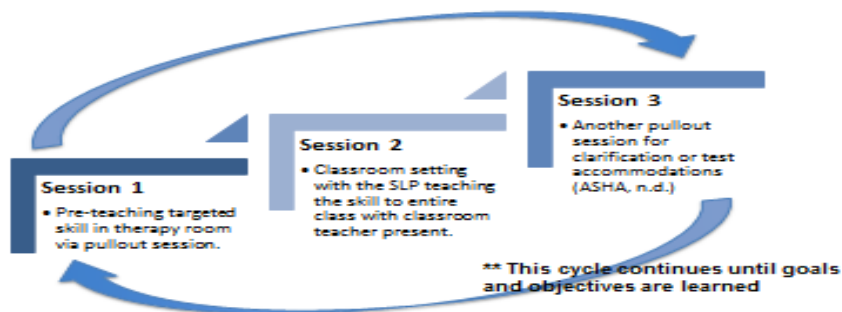 Session 1
• Pre-teaching targeted
skill in therapy room
via pullout session.
Session 2
• Classroom setting
with the SLP teaching
the skill to entire
class with classroom
teacher present.
Session 3
• Another pullout
session for
clarification or test
accommodations
(ASHA, n.d.)
** This cycle continues until goals
and objectives are learned